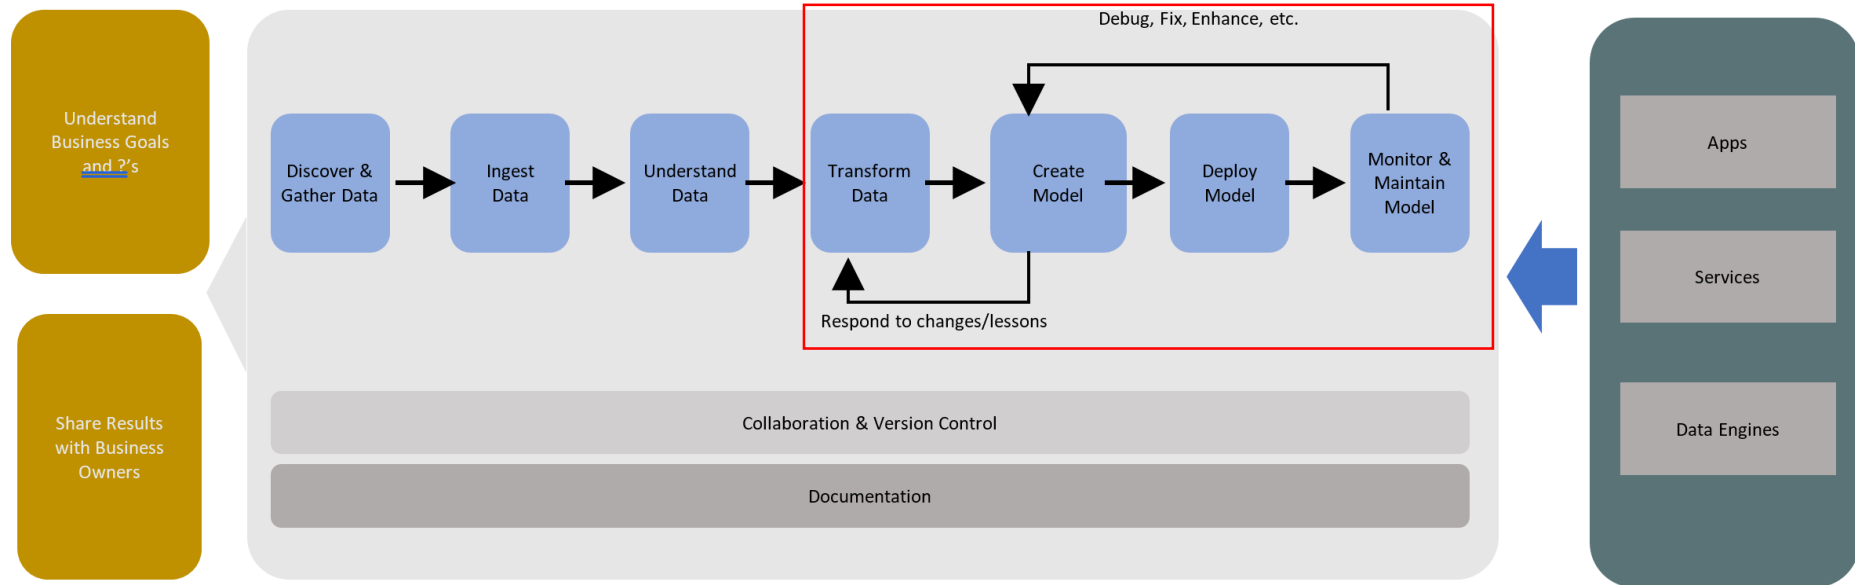 Understand
Business Goals
and ?'s
Share Results
with Business
Owners
Debug, Fix, Enhance, etc.
Discover &
Gather Data
Ingest
Data
Understand
Data
Transform
Data
Create
Model
Deploy
Model
Monitor &
Maintain
Model
Respond to changes/lessons
Collaboration & Version Control
Documentation
Apps
Services
Data Engines